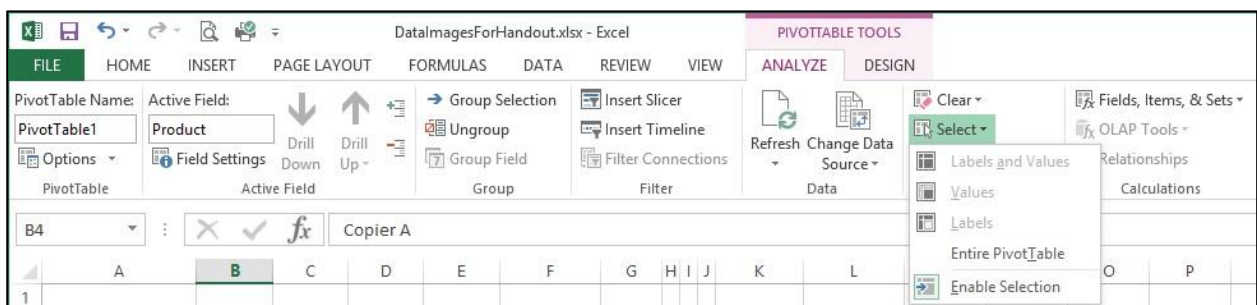 DataImagesForHandout.xlsx - Excel
PIVOTTABLE TOOLS
FILE HOME INSERT PAGE LAYOUT FORMULAS DATA REVIEW VIEW ANALYZE DESIGN
PivotTable Name: Active Field: Group Selection Insert Slicer Clear Fields, Items, & Sets
PivotTable1 Product Ungroup Insert Timeline Select fx OLAP Tools
Options Field Settings Drill Down Drill Up Group Field Filter Connections Refresh Change Data Source Relationships
PivotTable Active Field Group Filter Data Calculations
Labels and Values
Values
Labels
Entire PivotTable
Enable Selection
B4 fx Copier A
A B C D E F G H I J K L O P
1